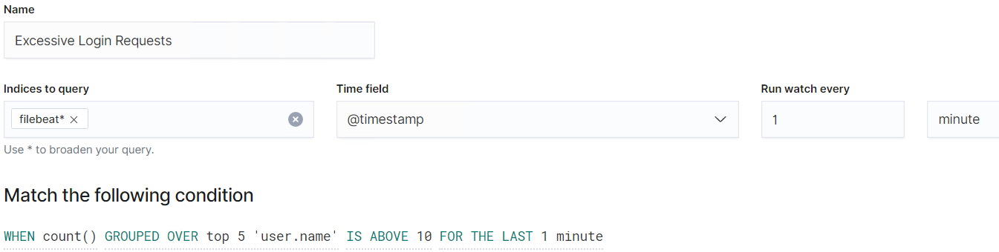 Name
Excessive Login Requests
Indices to query Time field Run watch every
filebeat* × @timestamp 1 minute
Use * to broaden your query.
Match the following condition
WHEN count() GROUPED OVER top 5 'user.name' IS ABOVE 10 FOR THE LAST 1 minute